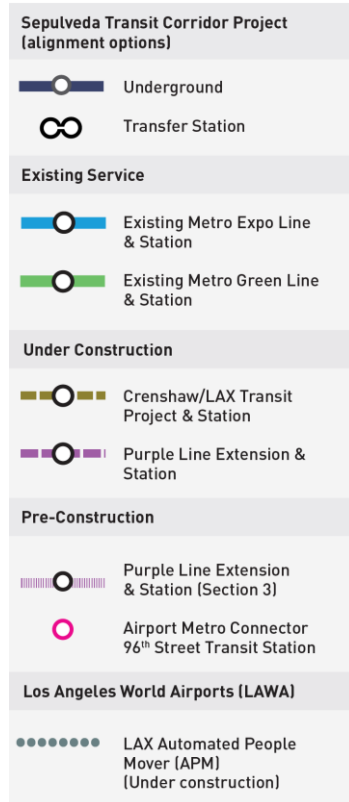 Sepulveda Transit Corridor Project
(alignment options)
Underground
Transfer Station
Existing Service
Existing Metro Expo Line
& Station
Existing Metro Green Line
& Station
Under Construction
Crenshaw/LAX Transit
Project & Station
Purple Line Extension &
Station
Pre-Construction
Purple Line Extension
& Station (Section 3)
Airport Metro Connector
96th Street Transit Station
Los Angeles World Airports (LAWA)
LAX Automated People
Mover (APM)
(Under construction)